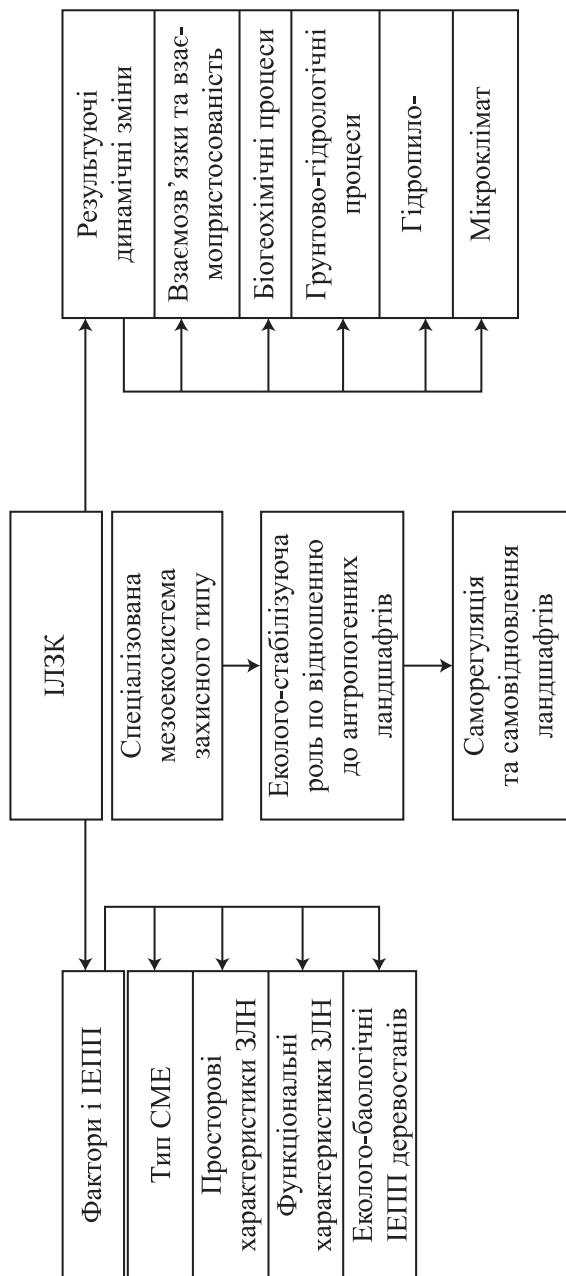 ІЛЗК
Фактори і ІЕПП
Тип СМЕ
Просторові
характеристики ЗЛН
Функціональні
характеристики ЗЛН
Еколого-баологічні
ІЕПП деревостанів
Спеціалізована
мезоекосистема
захисного типу
Еколого-стабілізуюча
роль по відношенню
до антропогенних
ландшафтів
Саморегуляція
та самовідновлення
ландшафтів
Результуючі
динамічні зміни
Взаємозв’язки та взає-
мопристосованість
Біогеохімічні процеси
Грунтово-гідрологічні
процеси
Гідропило-
Мікроклімат